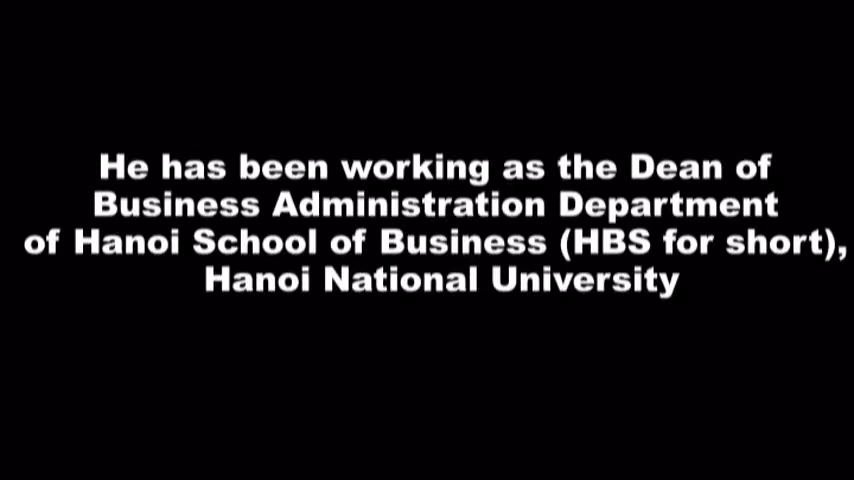 He has been working as the Dean of
Business Administration Department
of Hanoi School of Business (HBS for short),
Hanoi National University